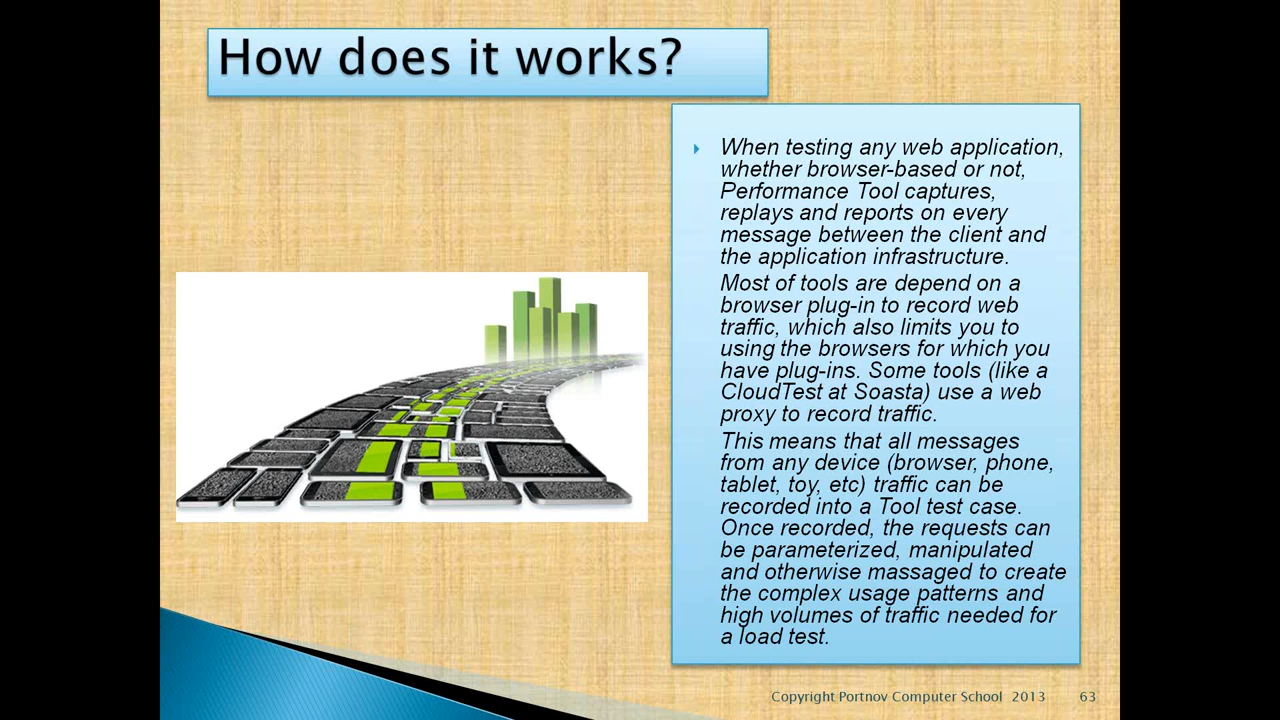 How does it works?
When testing any web application,
whether browser-based or not,
Performance Tool captures,
replays and reports on every
message between the client and
the application infrastructure.
Most of tools are depend on a
browser plug-in to record web
traffic, which also limits you to
using the browsers for which you
have plug-ins. Some tools (like a
CloudTest at Soasta) use a web
proxy to record traffic.
This means that all messages
from any device (browser, phone,
tablet, toy, etc) traffic can be
recorded into a Tool test case.
Once recorded, the requests can
be parameterized, manipulated
and otherwise massaged to create
the complex usage patterns and
high volumes of traffic needed for
a load test.
Copyright Portnov Computer School 2013 63